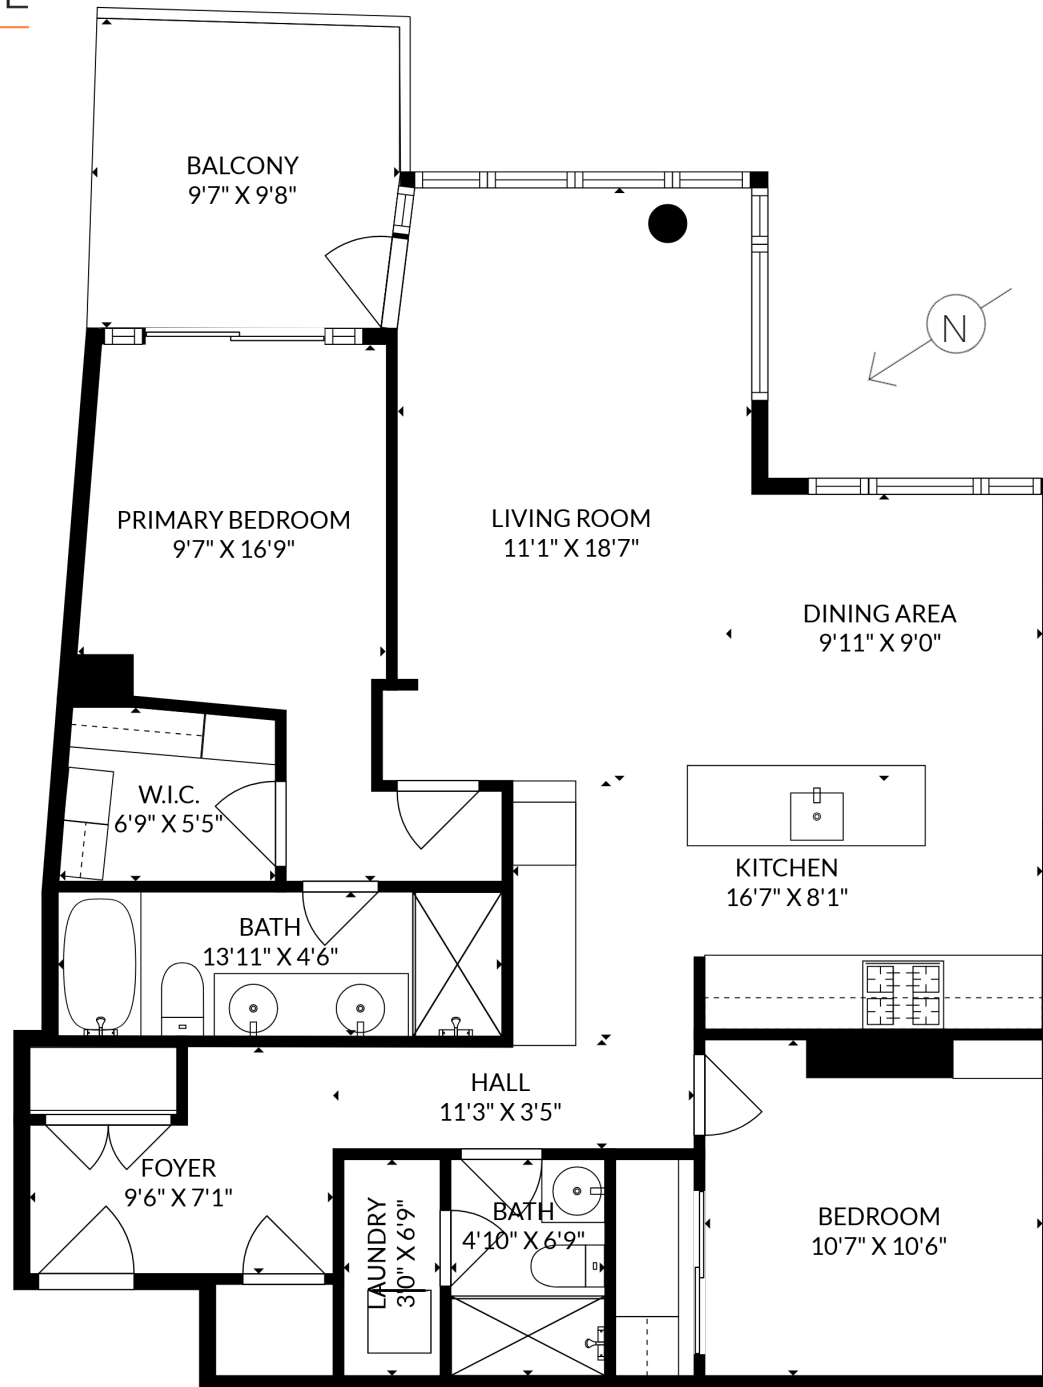 BALCONY
9'7" X 9'8"
N
PRIMARY BEDROOM
9'7" X 16'9"
LIVING ROOM
11'1" X 18'7"
DINING AREA
9'11" X 9'0"
W.I.C.
6'9" X 5'5"
KITCHEN
16'7" X 8'1"
BATH
13'11" X 4'6"
HALL
11'3" X 3'5"
FOYER
9'6" X 7'1"
LAUNDRY
3'0" X 6'9"
BATH
4'10" X 6'9"
BEDROOM
10'7" X 10'6"